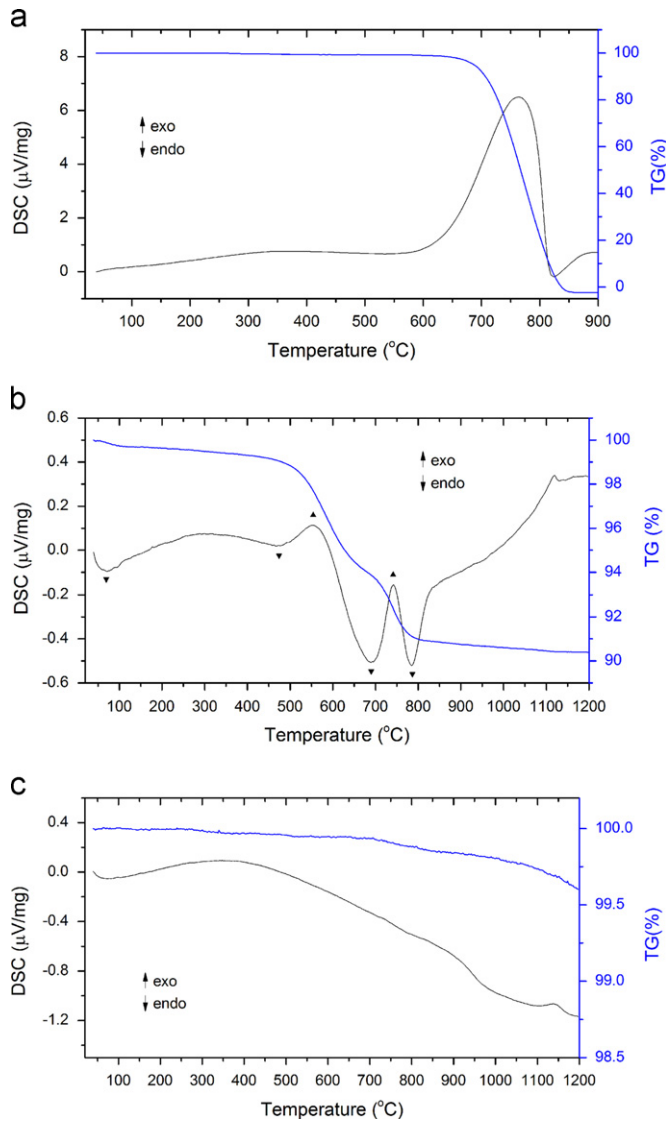 a
8
6
4
2
0
DSC (μV/mg)
exo
endo
100
80
60
40
20
0
TG(%)
100 200 300 400 500 600 700 800 900
Temperature (°C)
b
0.6
0.4
0.2
0.0
-0.2
-0.4
-0.6
DSC (μV/mg)
exo
endo
100
98
96
94
92
90
TG (%)
100 200 300 400 500 600 700 800 900 1000 1100 1200
Temperature (°C)
c
0.4
0.0
-0.4
-0.8
-1.2
DSC (μV/mg)
exo
endo
100.0
99.5
99.0
98.5
TG(%)
100 200 300 400 500 600 700 800 900 1000 1100 1200
Temperature (°C)